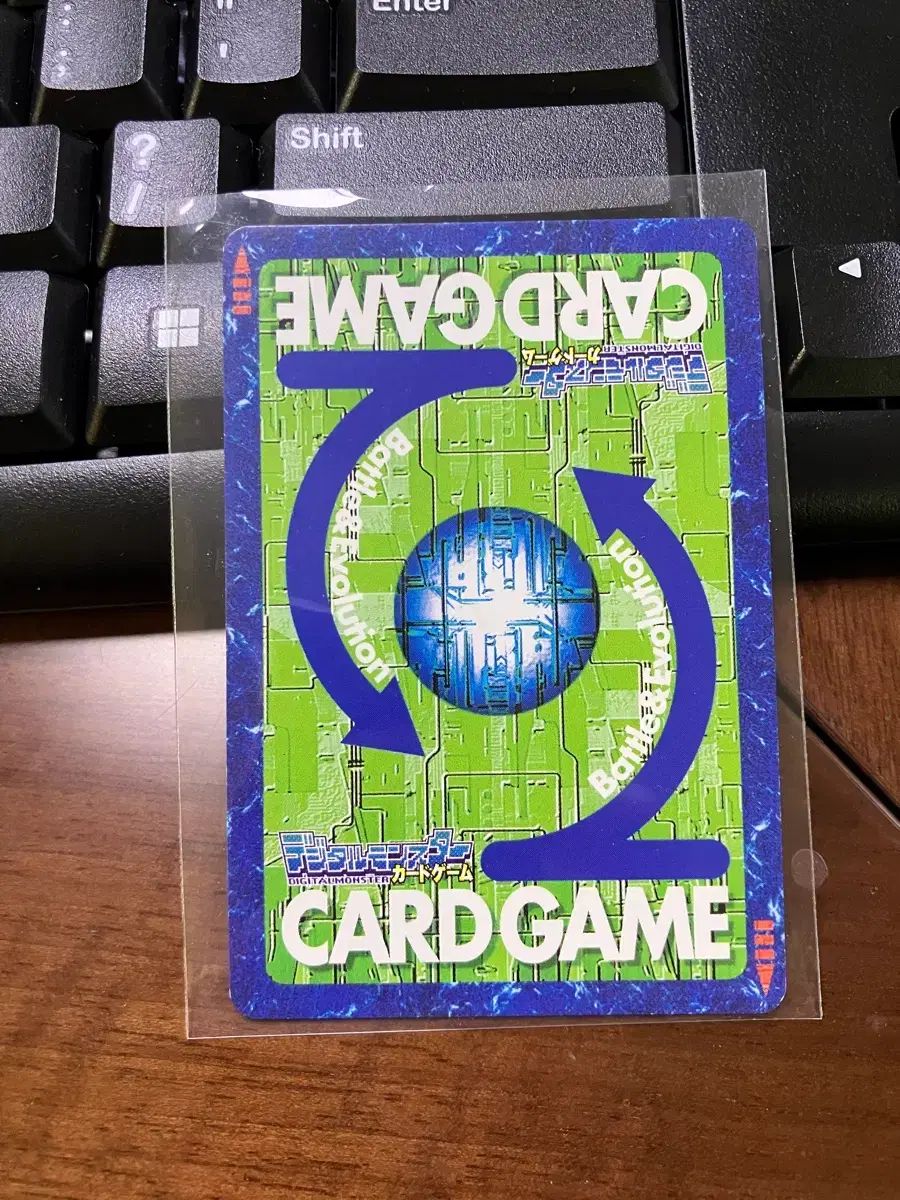 Enter
Shift
?
/
CARD GAME
デジタルモンスター
DIGITALMONSTER
カードゲーム
Battle&Evolution
Battle&Evolution
デジタルモンスター
DIGITALMONSTER カードゲーム
CARD GAME